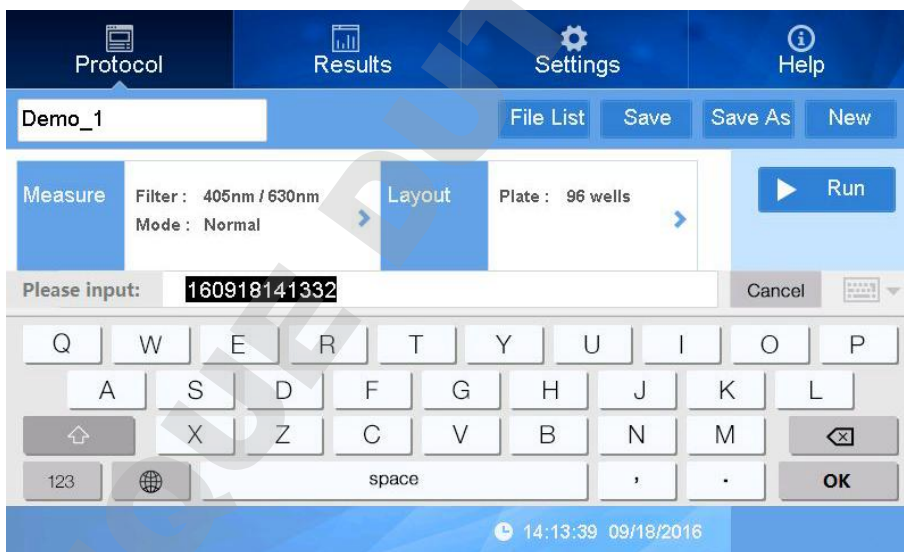 Protocol Results Settings Help
Demo_1 File List Save Save As New
Measure Filter : 405nm / 630nm Layout Plate : 96 wells Run
Mode : Normal
Please input: 160918141332 Cancel
Q W E R T Y U I O P
A S D F G H J K L
X Z C V B N M
123 space , . OK
14:13:39 09/18/2016